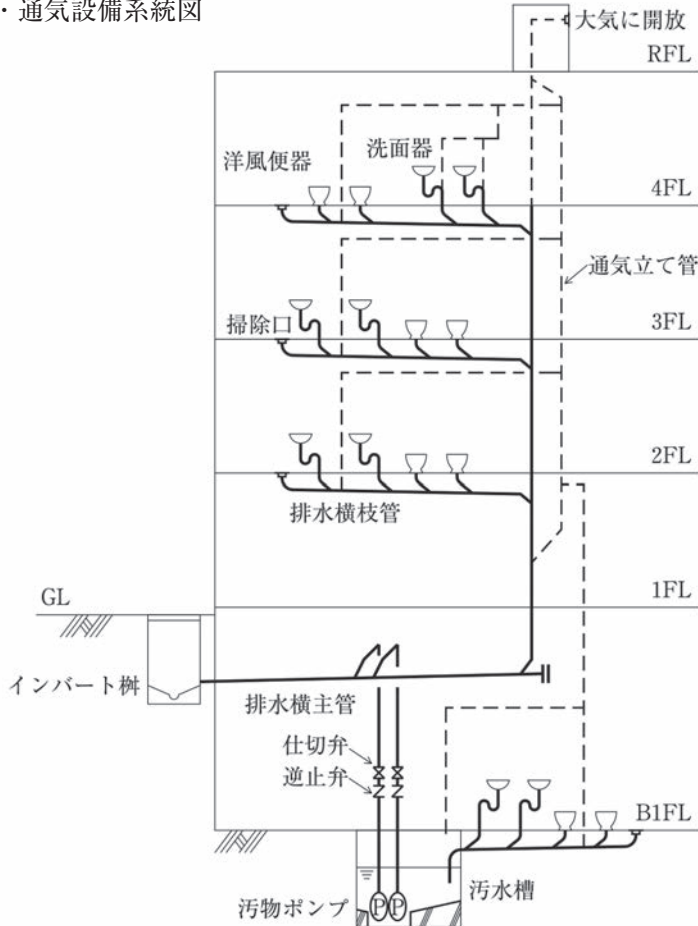 ・通気設備系統図
大気に開放
RFL
洋風便器
洗面器
4FL
通気立て管
掃除口
3FL
2FL
排水横枝管
GL
1FL
インバート桝
排水横主管
仕切弁
逆止弁
B1FL
汚水槽
汚物ポンプ
P P